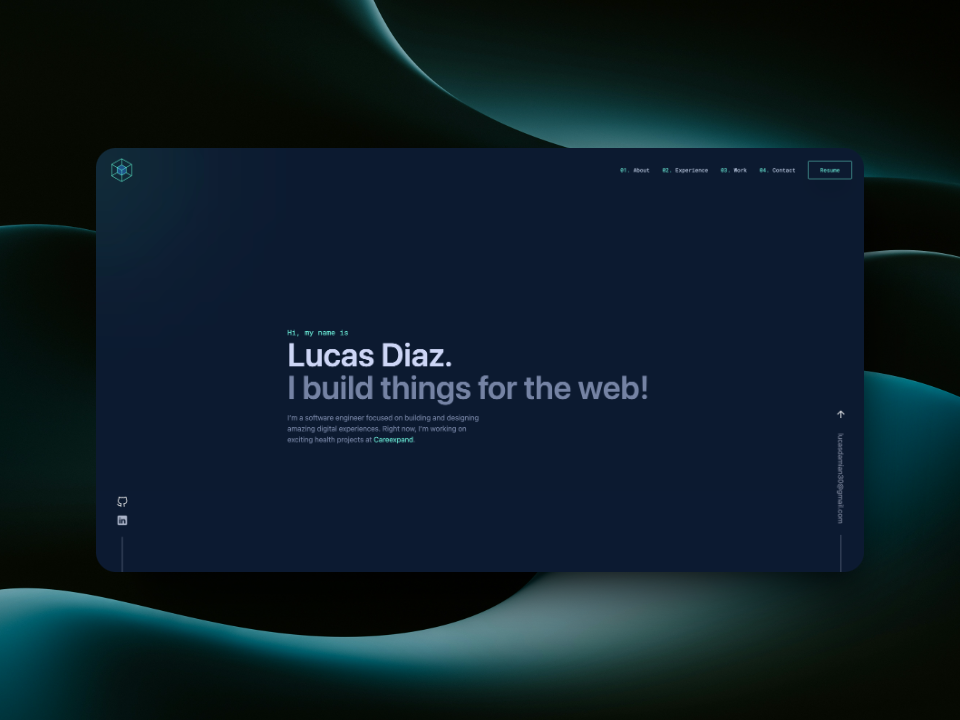 01. About 02. Experience 03. Work 04. Contact Resume
Hi, my name is
Lucas Diaz.
I build things for the web!
I'm a software engineer focused on building and designing
amazing digital experiences. Right now, I'm working on
exciting health projects at Careexpand.
in
lucasdamian30@gmail.com